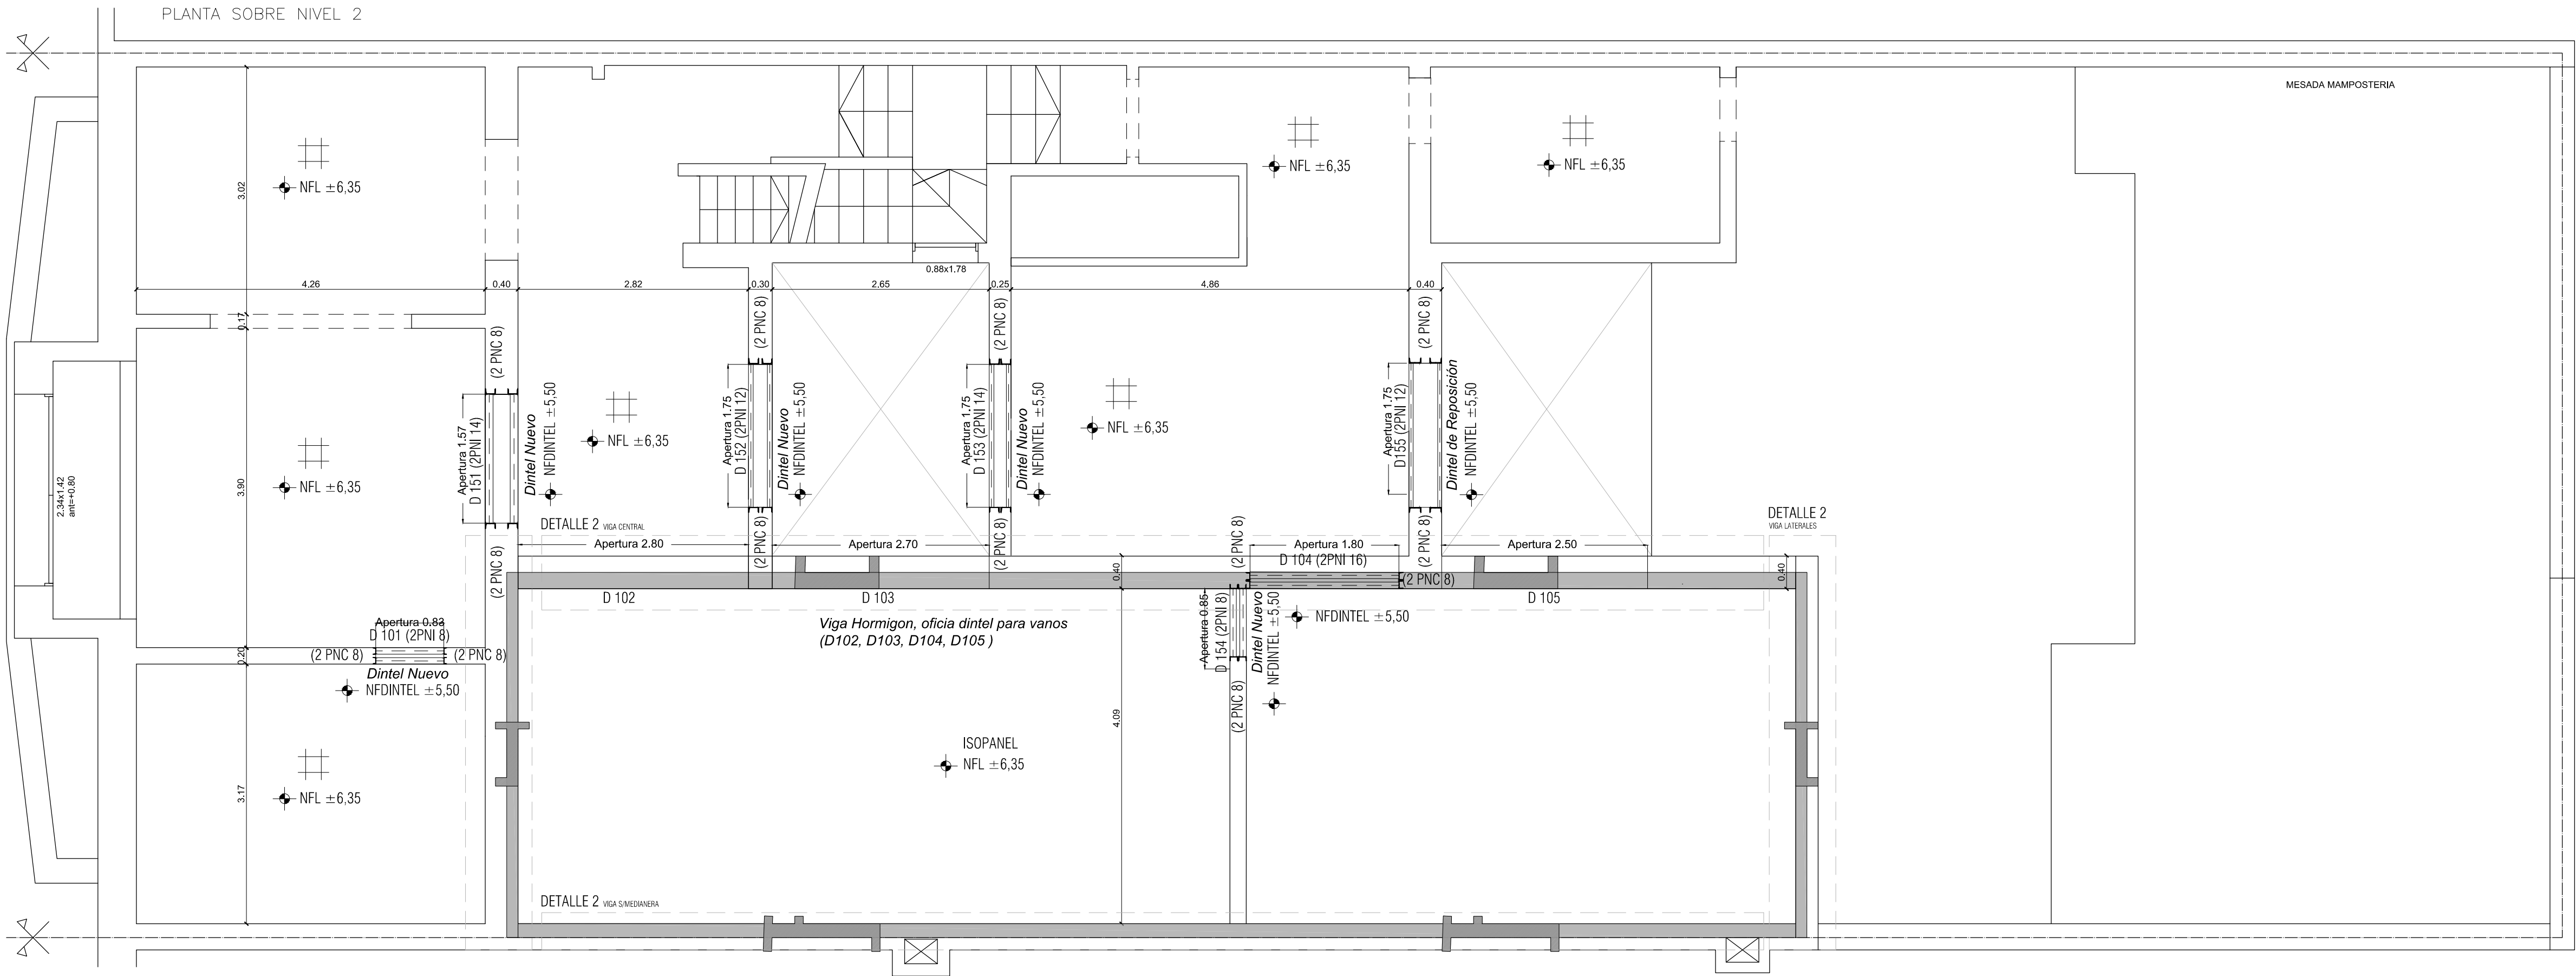 PLANTA SOBRE NIVEL 2
MESADA MAMPOSTERIA
3.02
NFL ±6,35
NFL ±6,35
NFL ±6,35
0,88x1,78
4,26
0,40
2,82
0,30
2,65
0,25
4,86
0,40
0.17
(2 PNC 8)
(2 PNC 8)
(2 PNC 8)
(2 PNC 8)
2.34x1.42
ant=+0.80
3.90
NFL ±6,35
Apertura 1.57
D 151 (2PNI 14)
Dintel Nuevo
NFDINTEL ±5,50
NFL ±6,35
Apertura 1.75
D 152 (2PNI 12)
Dintel Nuevo
NFDINTEL ±5,50
Apertura 1.75
D 153 (2PNI 14)
Dintel Nuevo
NFDINTEL ±5,50
NFL ±6,35
Apertura 1.75
D155 (2PNI 12)
Dintel de Reposición
NFDINTEL ±5,50
DETALLE 2 VIGA CENTRAL
DETALLE 2
VIGA LATERALES
(2 PNC 8)
Apertura 2.80
(2 PNC 8)
Apertura 2.70
(2 PNC 8)
0.40
(2 PNC 8)
Apertura 1.80
D 104 (2PNI 16)
(2 PNC 8)
(2 PNC 8)
Apertura 2.50
0.40
D 102
D 103
D 105
Viga Hormigon, oficia dintel para vanos
(D102, D103, D104, D105 )
Apertura 0.85
D 154 (2PNI 8)
Dintel Nuevo
NFDINTEL ±5,50
NFDINTEL ±5,50
(2 PNC 8)
Apertura 0.83
D 101 (2PNI 8)
0.20
(2 PNC 8)
(2 PNC 8)
Dintel Nuevo
NFDINTEL ±5,50
4.09
ISOPANEL
NFL ±6,35
3.17
NFL ±6,35
DETALLE 2 VIGA S/MEDIANERA